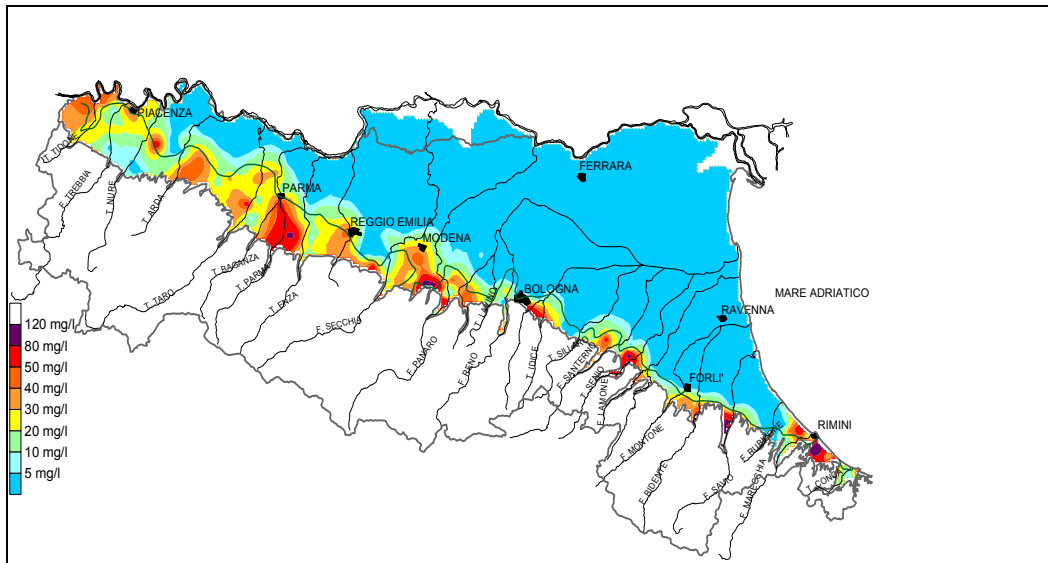 PIACENZA
T. TIDONE
F. TREBBIA
T. NURE
T. ARDA
PARMA
FERRARA
REGGIO EMILIA
MODENA
T. BAGANZA
T. PARMA
T. TARO
T. ENZA
F. SECCHIA
BOLOGNA
MARE ADRIATICO
RAVENNA
T. LAVINO
F. PANARO
F. RENO
T. IDICE
T. SILLARO
F. SANTERNO
T. SENIO
F. LAMONE
FORLI'
F. MONTONE
F. BIDENTE
F. SAVIO
F. RUBICONE
F. MARECCHIA
RIMINI
T. CONCA
120 mg/l
80 mg/l
50 mg/l
40 mg/l
30 mg/l
20 mg/l
10 mg/l
5 mg/l